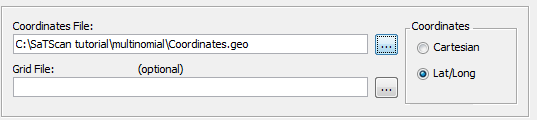 Coordinates File:
C:\SaTScan tutorial\multinomial\Coordinates.geo
...
Grid File: (optional)
...
Coordinates
Cartesian
Lat/Long